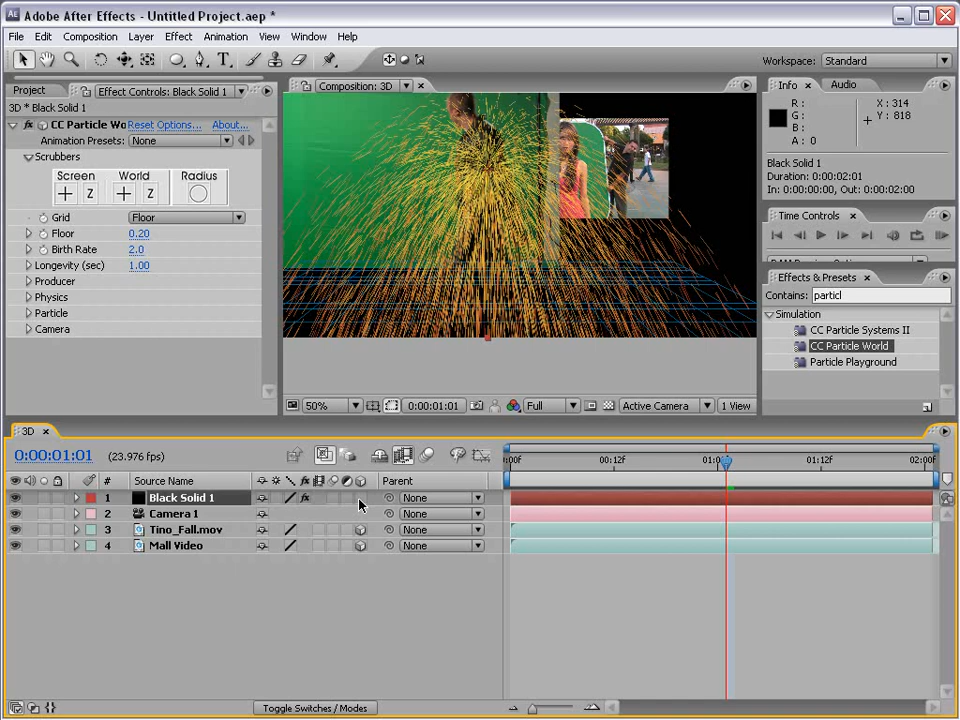 Adobe After Effects - Untitled Project.aep *
File Edit Composition Layer Effect Animation View Window Help
Workspace: Standard
Project Effect Controls: Black Solid 1
Composition: 3D
Info Audio
3D * Black Solid 1
CC Particle Wo Reset Options... About...
Animation Presets: None
Scrubbers
Screen World Radius
Z Z
Grid Floor
Floor 0.20
Birth Rate 2.0
Longevity (sec) 1.00
Producer
Physics
Particle
Camera
50% 0:00:01:01 Full Active Camera 1 View
R :
G :
B :
A : 0
X : 314
Y : 818
Black Solid 1
Duration: 0:00:02:01
In: 0:00:00:00, Out: 0:00:02:00
Time Controls
Effects & Presets
Contains: particl
Simulation
CC Particle Systems II
CC Particle World
Particle Playground
3D
0:00:01:01 (23.976 fps)
:00f 00:12f 01:0 01:12f 02:00f
# Source Name Parent
1 Black Solid 1 None
2 Camera 1 None
3 Tino_Fall.mov None
4 Mall Video None
Toggle Switches / Modes